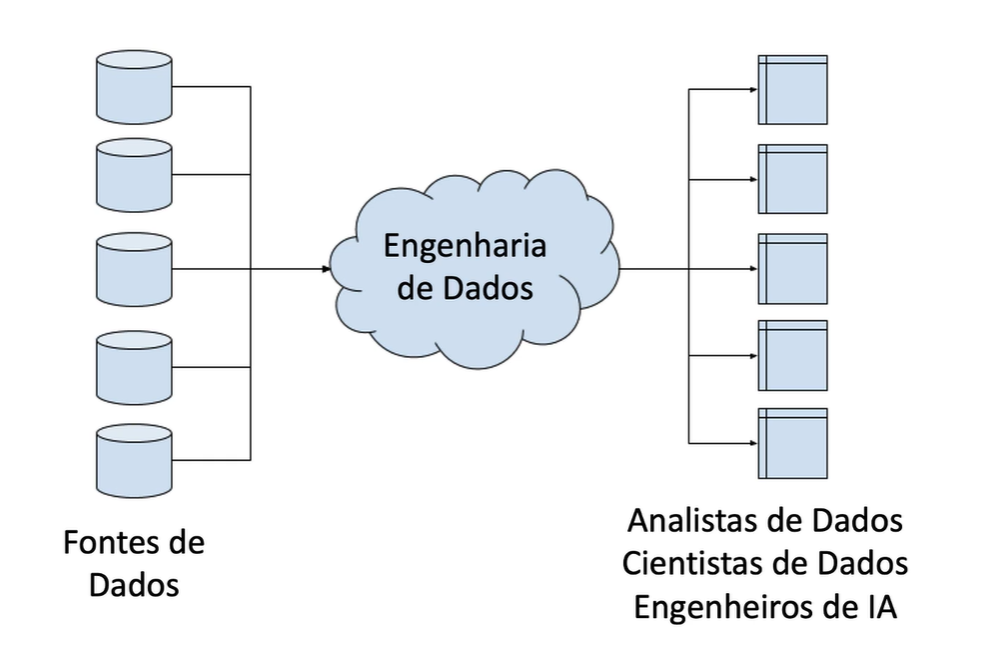 Engenharia
de Dados
Fontes de
Dados
Analistas de Dados
Cientistas de Dados
Engenheiros de IA